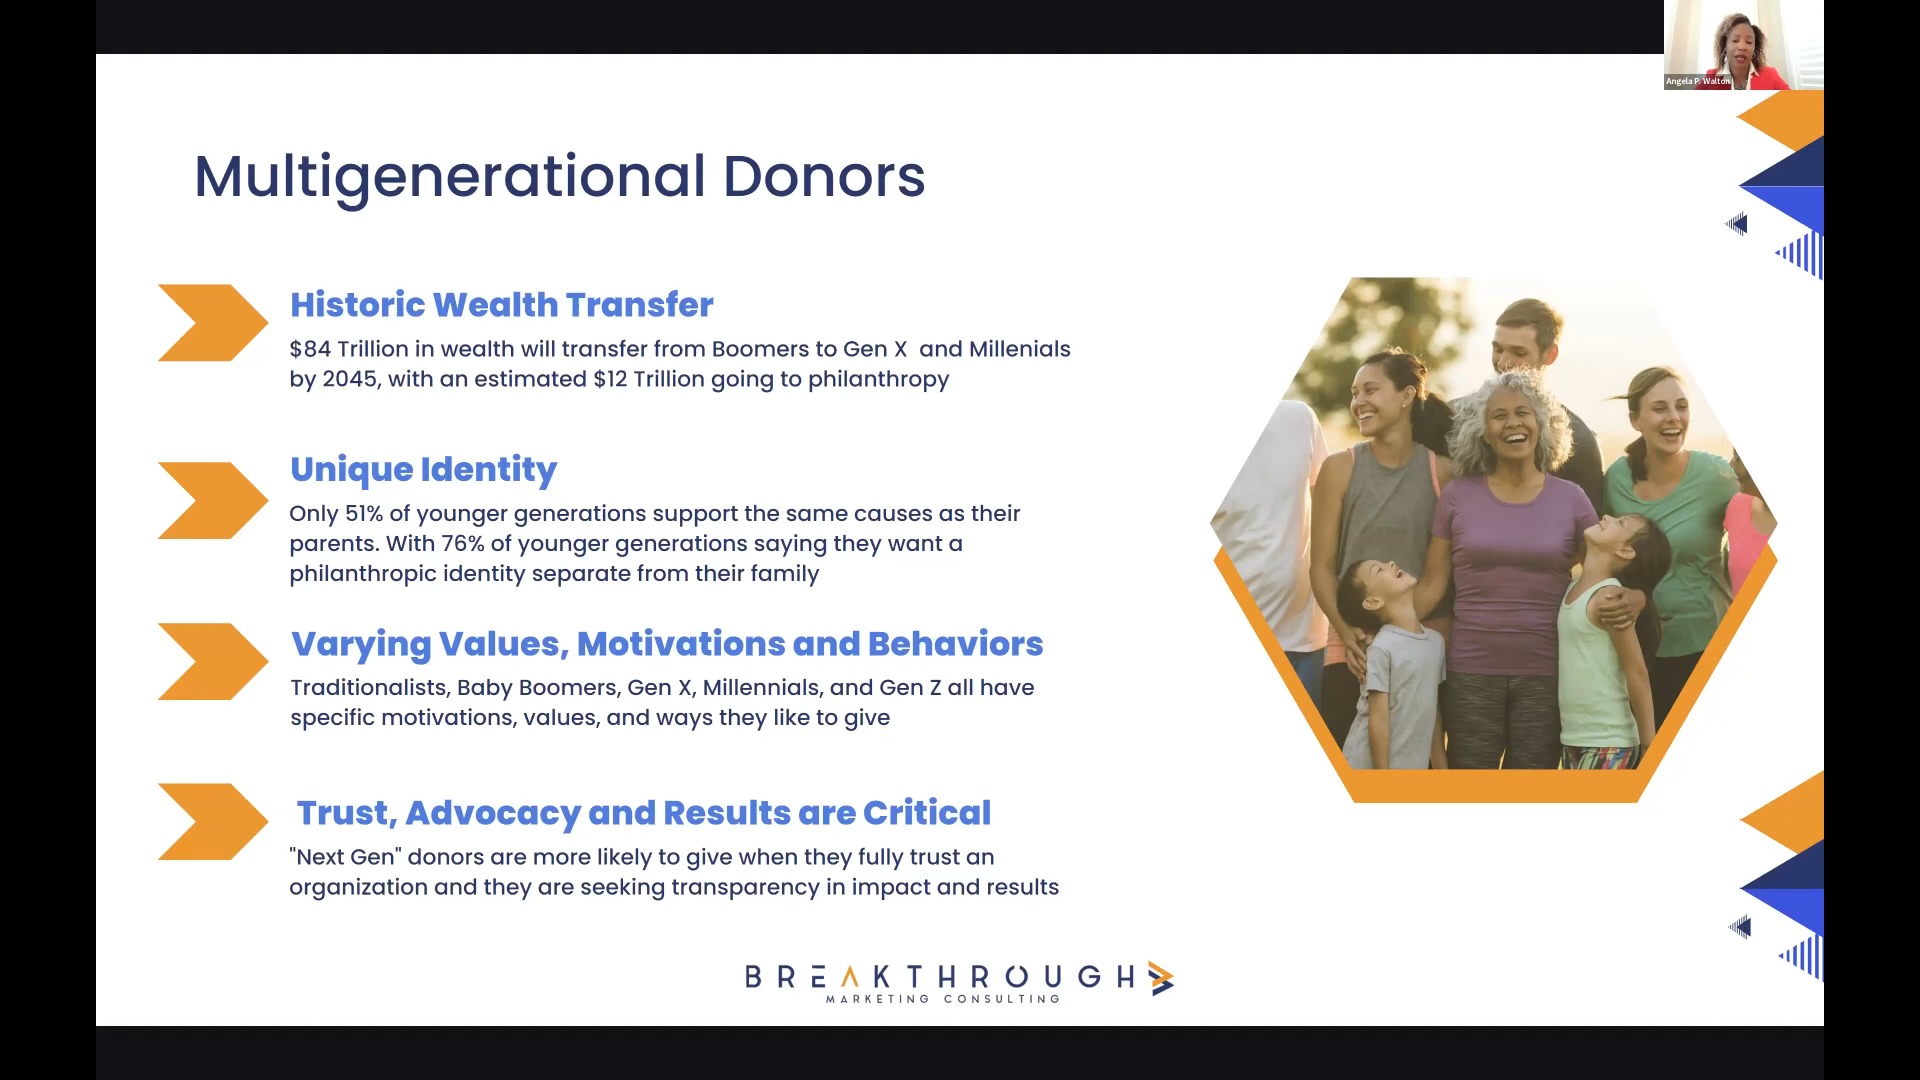 Angela P. Walton
Multigenerational Donors
Historic Wealth Transfer
$84 Trillion in wealth will transfer from Boomers to Gen X and Millenials
by 2045, with an estimated $12 Trillion going to philanthropy
Unique Identity
Only 51% of younger generations support the same causes as their
parents. With 76% of younger generations saying they want a
philanthropic identity separate from their family
Varying Values, Motivations and Behaviors
Traditionalists, Baby Boomers, Gen X, Millennials, and Gen Z all have
specific motivations, values, and ways they like to give
Trust, Advocacy and Results are Critical
"Next Gen" donors are more likely to give when they fully trust an
organization and they are seeking transparency in impact and results
BREAKTHROUGH
MARKETING CONSULTING